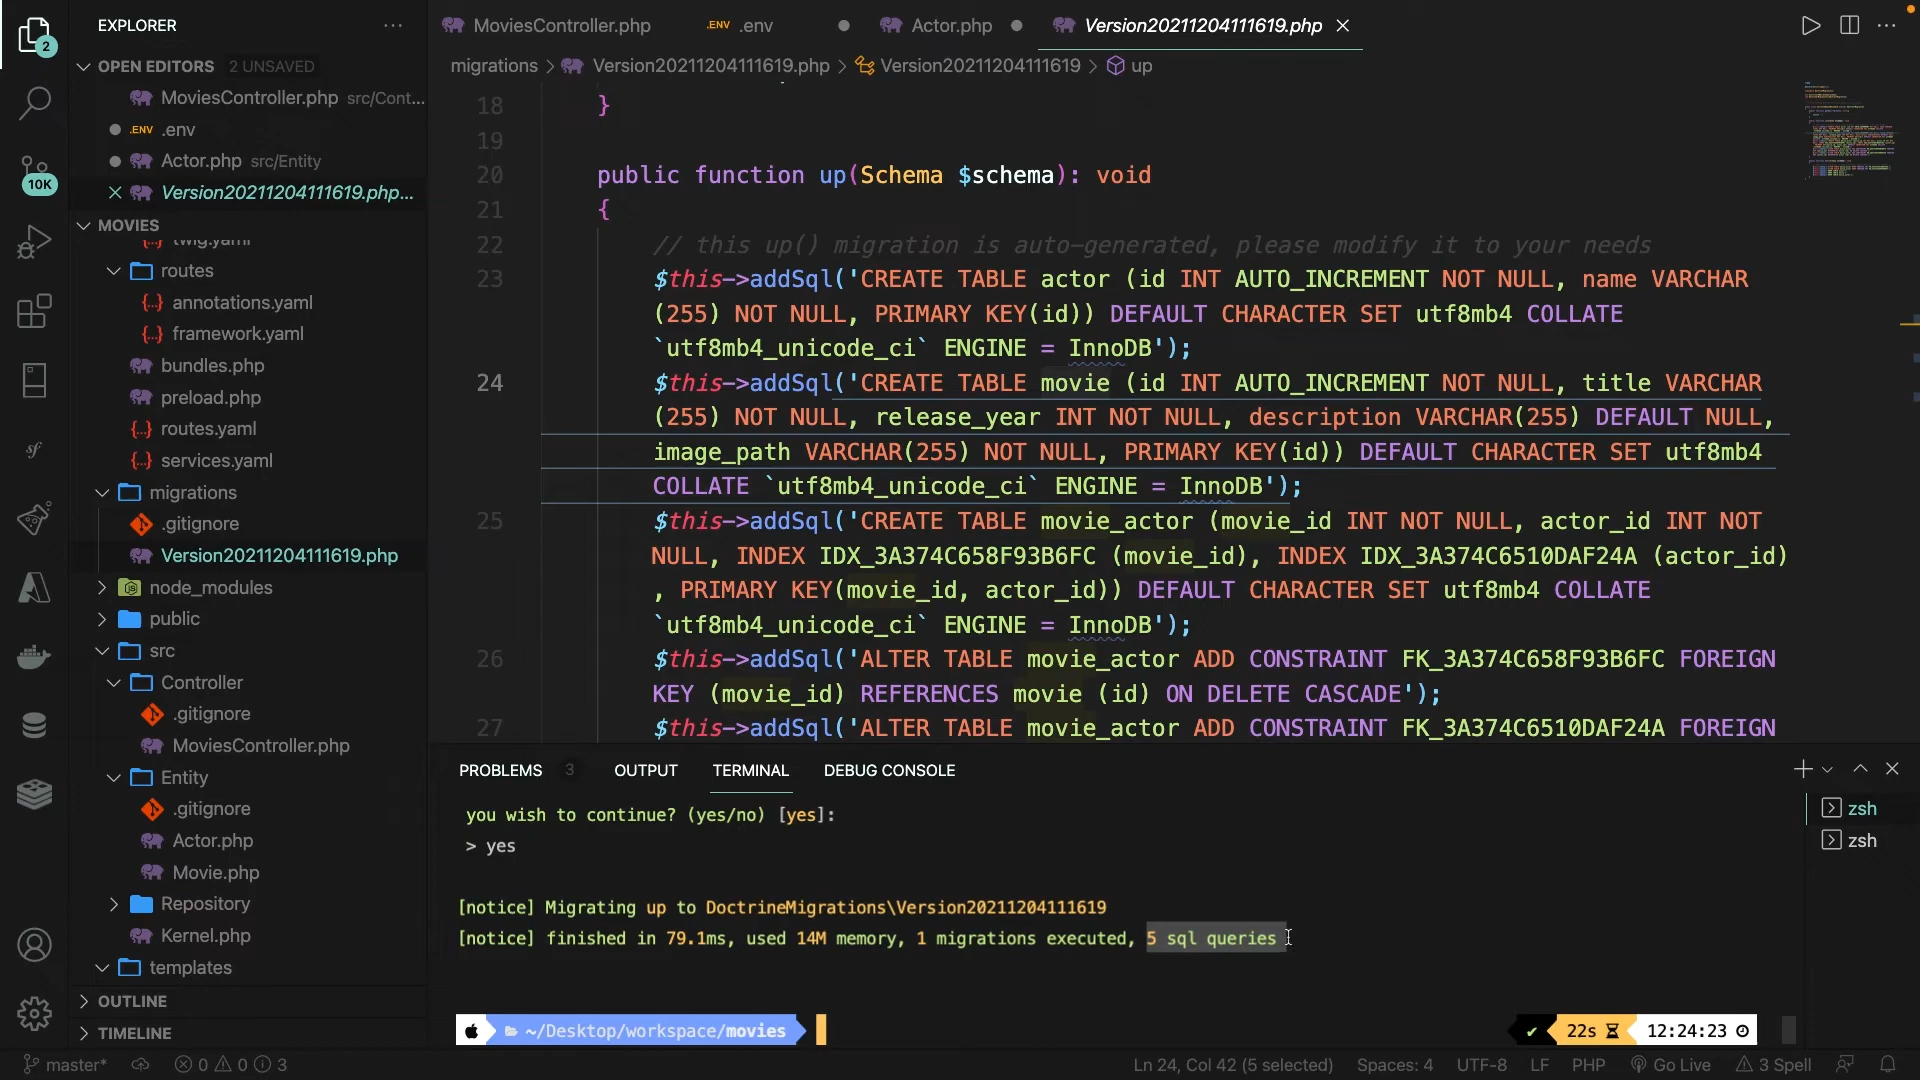 EXPLORER
2
OPEN EDITORS 2 UNSAVED
MoviesController.php src/Cont...
.ENV .env
Actor.php src/Entity
Version20211204111619.php...
10K
MOVIES
twig.yaml
routes
annotations.yaml
framework.yaml
bundles.php
preload.php
routes.yaml
services.yaml
migrations
.gitignore
Version20211204111619.php
node_modules
public
src
Controller
.gitignore
MoviesController.php
Entity
.gitignore
Actor.php
Movie.php
Repository
Kernel.php
templates
OUTLINE
TIMELINE
MoviesController.php
.ENV .env
Actor.php
Version20211204111619.php
migrations > Version20211204111619.php > Version20211204111619 > up
18 }
19
20 public function up(Schema $schema): void
21 {
22 // this up() migration is auto-generated, please modify it to your needs
23 $this->addSql('CREATE TABLE actor (id INT AUTO_INCREMENT NOT NULL, name VARCHAR
(255) NOT NULL, PRIMARY KEY(id)) DEFAULT CHARACTER SET utf8mb4 COLLATE
`utf8mb4_unicode_ci` ENGINE = InnoDB');
24 $this->addSql('CREATE TABLE movie (id INT AUTO_INCREMENT NOT NULL, title VARCHAR
(255) NOT NULL, release_year INT NOT NULL, description VARCHAR(255) DEFAULT NULL,
image_path VARCHAR(255) NOT NULL, PRIMARY KEY(id)) DEFAULT CHARACTER SET utf8mb4
COLLATE `utf8mb4_unicode_ci` ENGINE = InnoDB');
25 $this->addSql('CREATE TABLE movie_actor (movie_id INT NOT NULL, actor_id INT NOT
NULL, INDEX IDX_3A374C658F93B6FC (movie_id), INDEX IDX_3A374C6510DAF24A (actor_id)
, PRIMARY KEY(movie_id, actor_id)) DEFAULT CHARACTER SET utf8mb4 COLLATE
`utf8mb4_unicode_ci` ENGINE = InnoDB');
26 $this->addSql('ALTER TABLE movie_actor ADD CONSTRAINT FK_3A374C658F93B6FC FOREIGN
KEY (movie_id) REFERENCES movie (id) ON DELETE CASCADE');
27 $this->addSql('ALTER TABLE movie_actor ADD CONSTRAINT FK_3A374C6510DAF24A FOREIGN
PROBLEMS 3 OUTPUT TERMINAL DEBUG CONSOLE
you wish to continue? (yes/no) [yes]:
> yes
[notice] Migrating up to DoctrineMigrations\Version20211204111619
[notice] finished in 79.1ms, used 14M memory, 1 migrations executed, 5 sql queries
~/Desktop/workspace/movies
22s 12:24:23
zsh
zsh
master* 0 0 3
Ln 24, Col 42 (5 selected) Spaces: 4 UTF-8 LF PHP Go Live 3 Spell